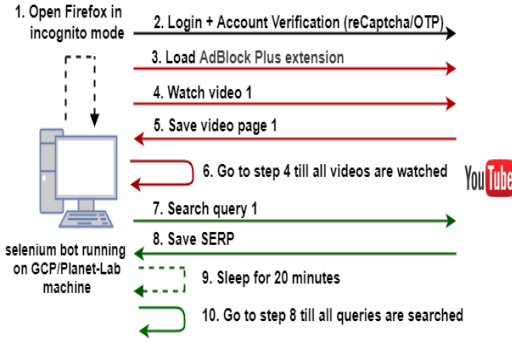 1. Open Firefox in
incognito mode
2. Login + Account Verification (reCaptcha/OTP)
3. Load AdBlock Plus extension
4. Watch video 1
5. Save video page 1
6. Go to step 4 till all videos are watched
YouTube
7. Search query 1
8. Save SERP
selenium bot running
on GCP/Planet-Lab
machine
9. Sleep for 20 minutes
10. Go to step 8 till all queries are searched